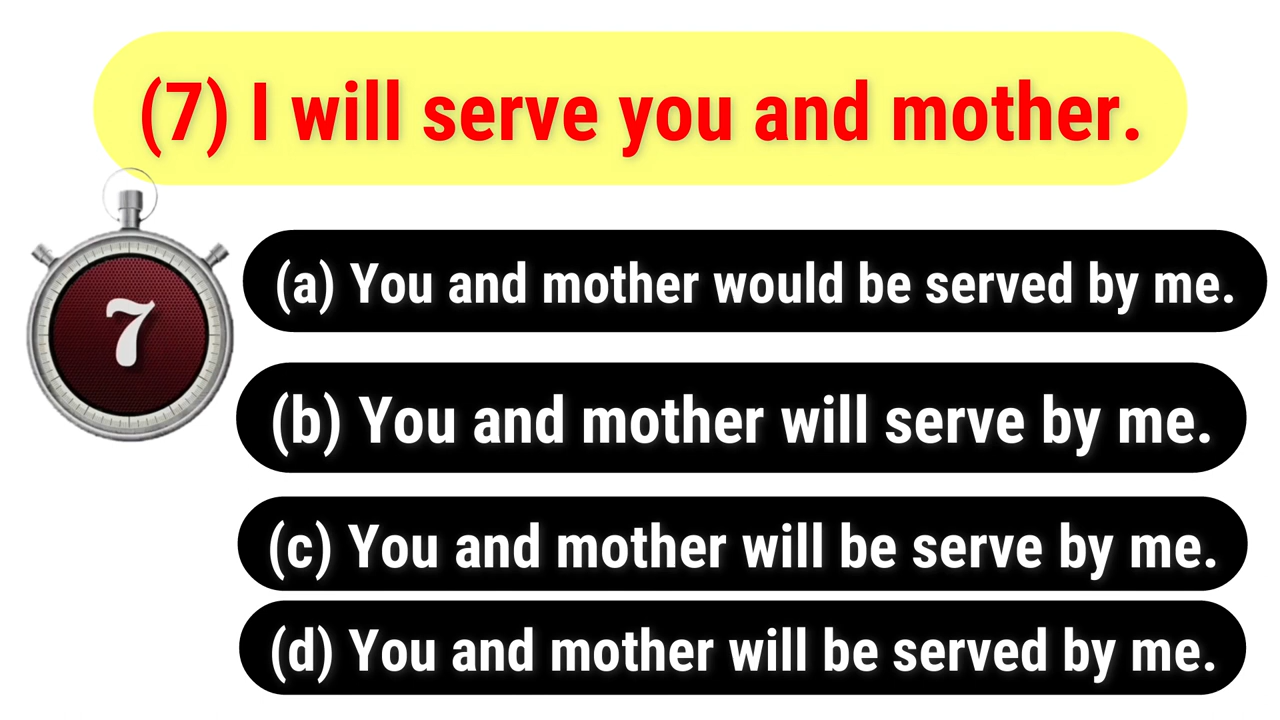 (7) I will serve you and mother.
7
(a) You and mother would be served by me.
(b) You and mother will serve by me.
(c) You and mother will be serve by me.
(d) You and mother will be served by me.